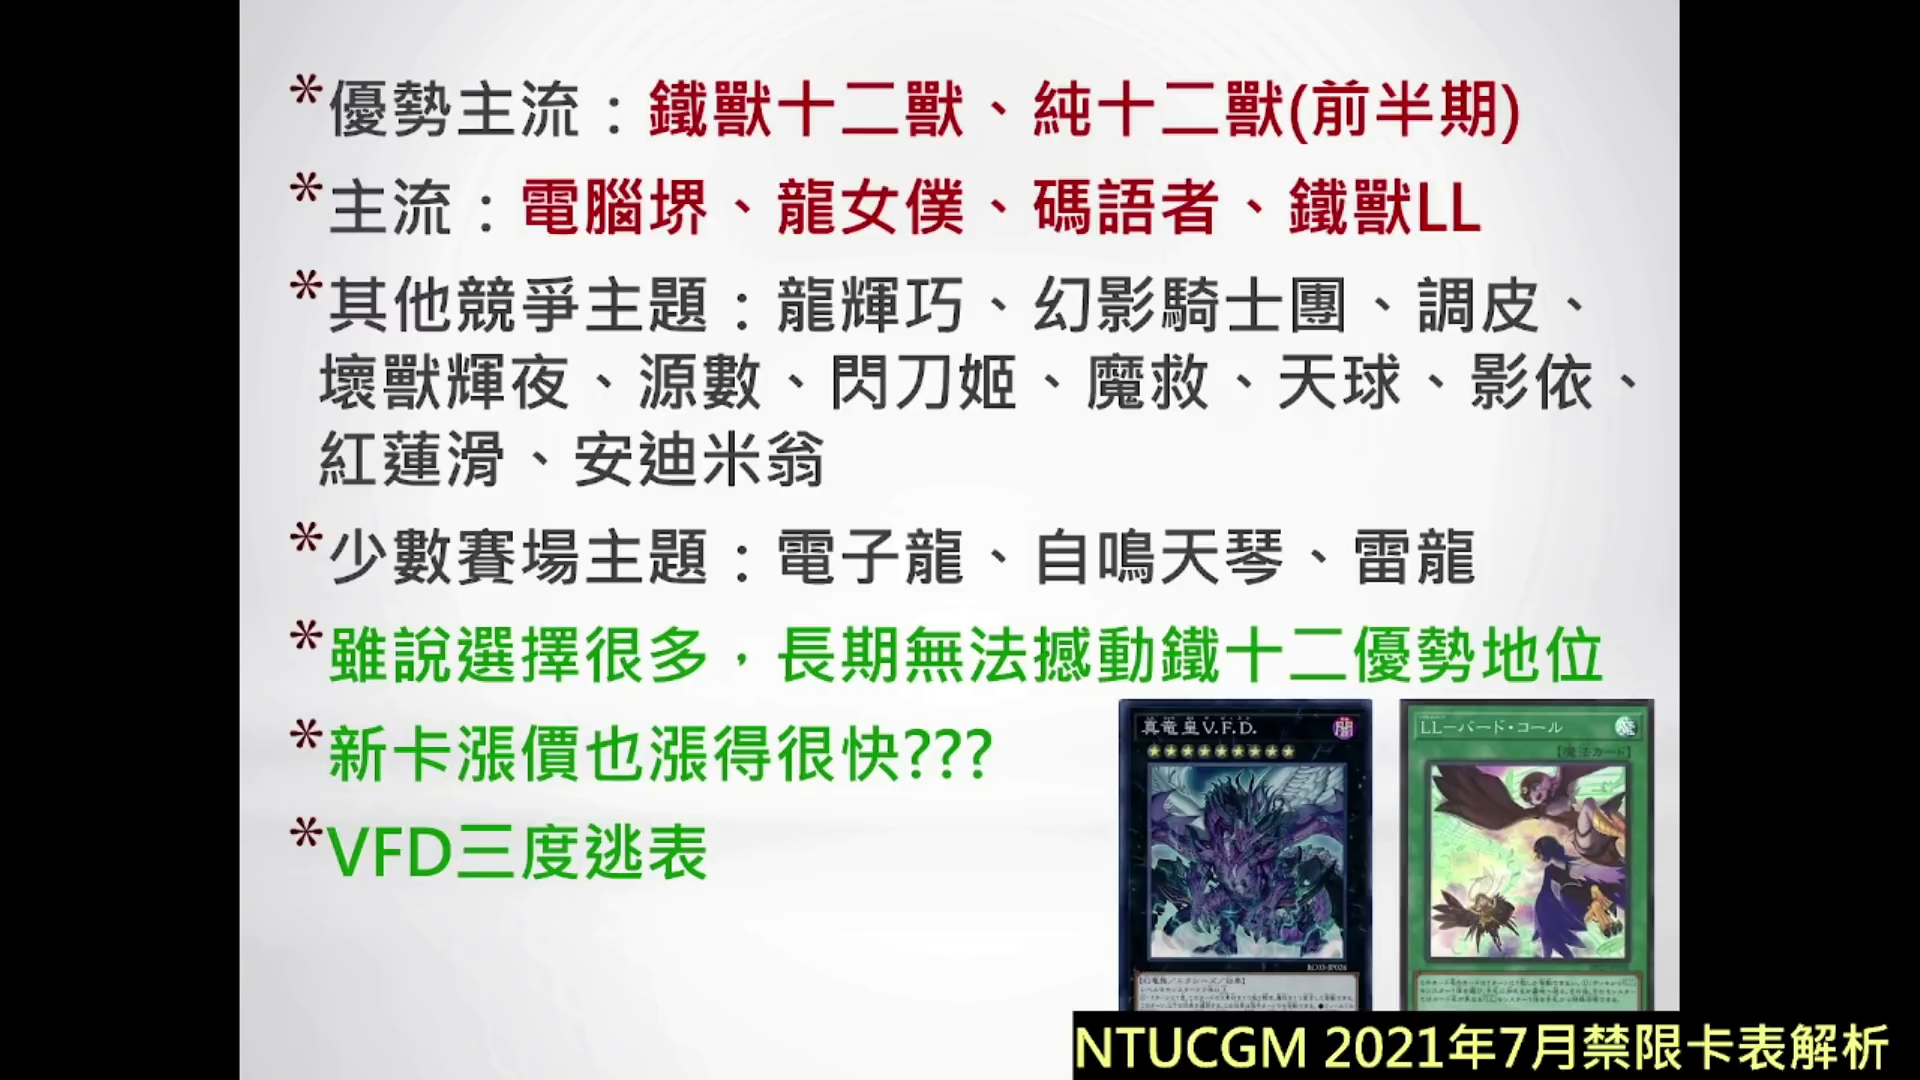 *優勢主流：鐵獸十二獸、純十二獸(前半期)
*主流：電腦堺、龍女僕、碼語者、鐵獸LL
*其他競爭主題：龍輝巧、幻影騎士團、調皮、
壞獸輝夜、源數、閃刀姬、魔救、天球、影依、
紅蓮滑、安迪米翁
*少數賽場主題：電子龍、自鳴天琴、雷龍
*雖說選擇很多，長期無法撼動鐵十二優勢地位
*新卡漲價也漲得很快???
*VFD三度逃表
真竜皇V.F.D.
闇
LL－バード・コール
魔
【魔法カード】
NTUCGM 2021年7月禁限卡表解析